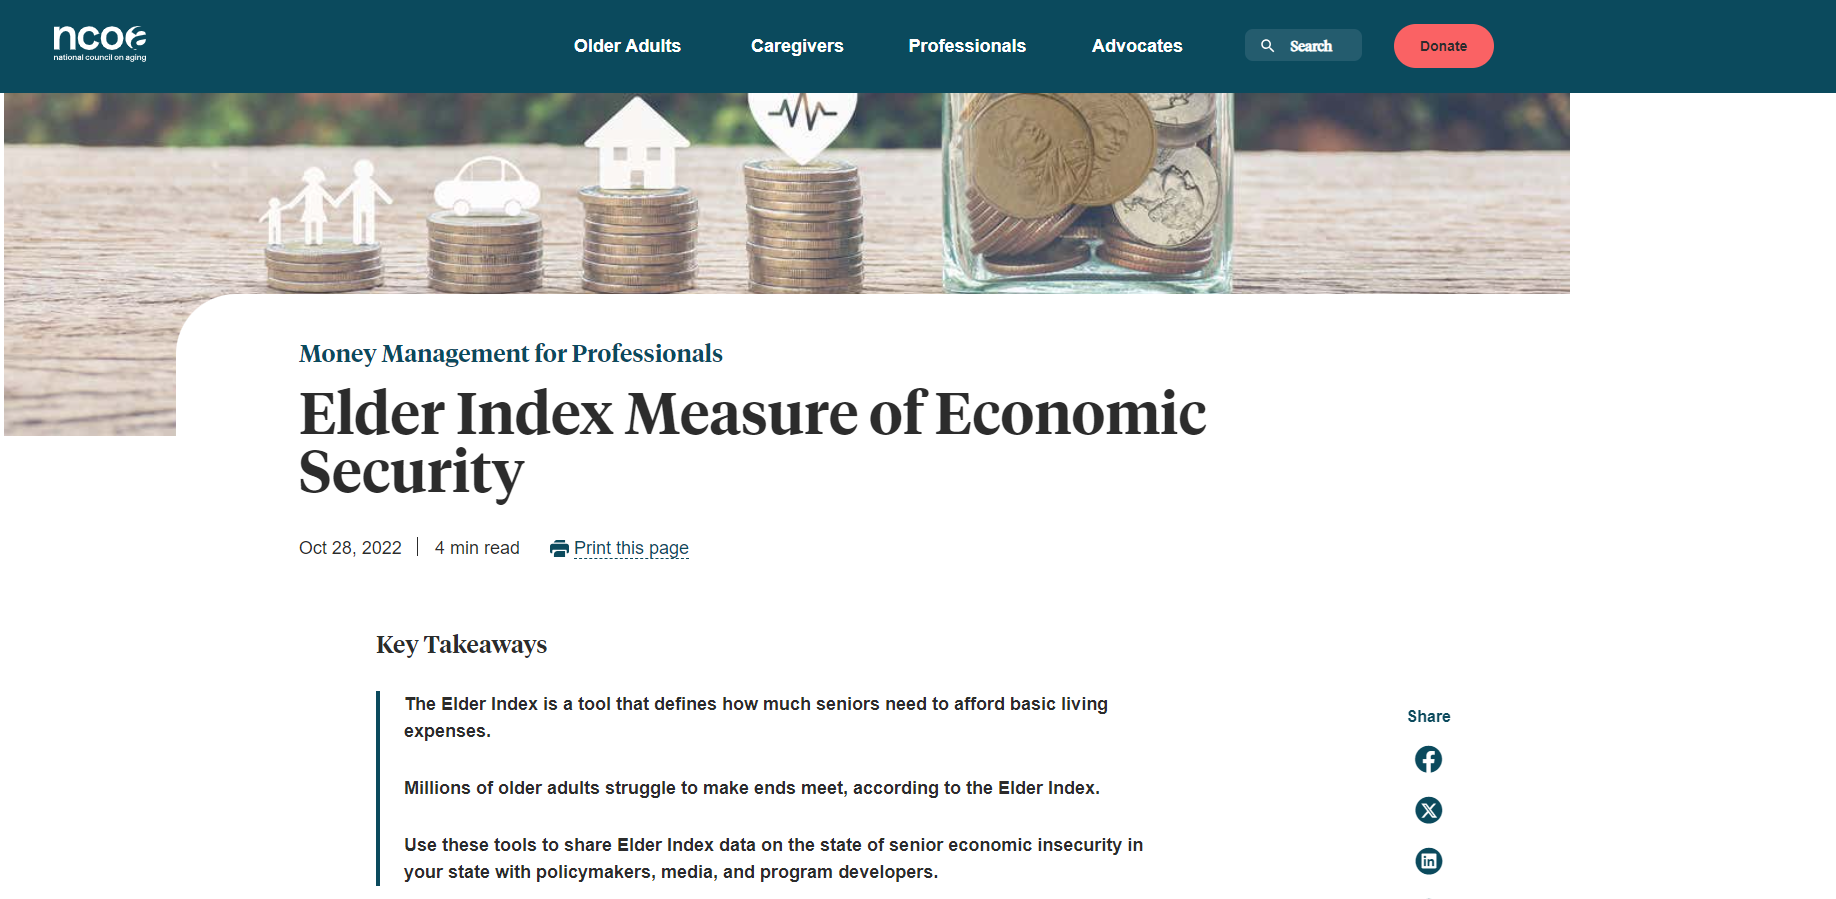 ncoa
national council on aging
Older Adults
Caregivers
Professionals
Advocates
Search
Donate
Money Management for Professionals
Elder Index Measure of Economic
Security
Oct 28, 2022
4 min read
Print this page
Key Takeaways
The Elder Index is a tool that defines how much seniors need to afford basic living
expenses.
Millions of older adults struggle to make ends meet, according to the Elder Index.
Use these tools to share Elder Index data on the state of senior economic insecurity in
your state with policymakers, media, and program developers.
Share